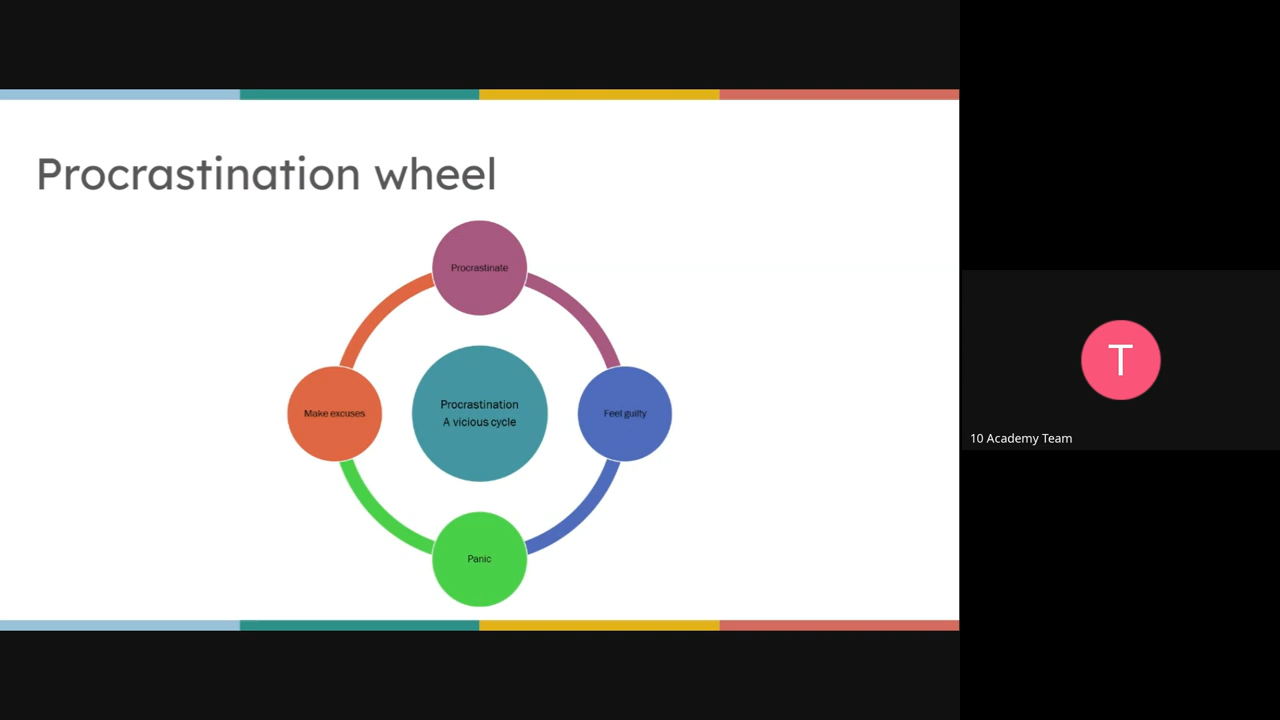 Procrastination wheel
Procrastinate
Make excuses
Procrastination
A vicious cycle
Feel guilty
Panic
T
10 Academy Team